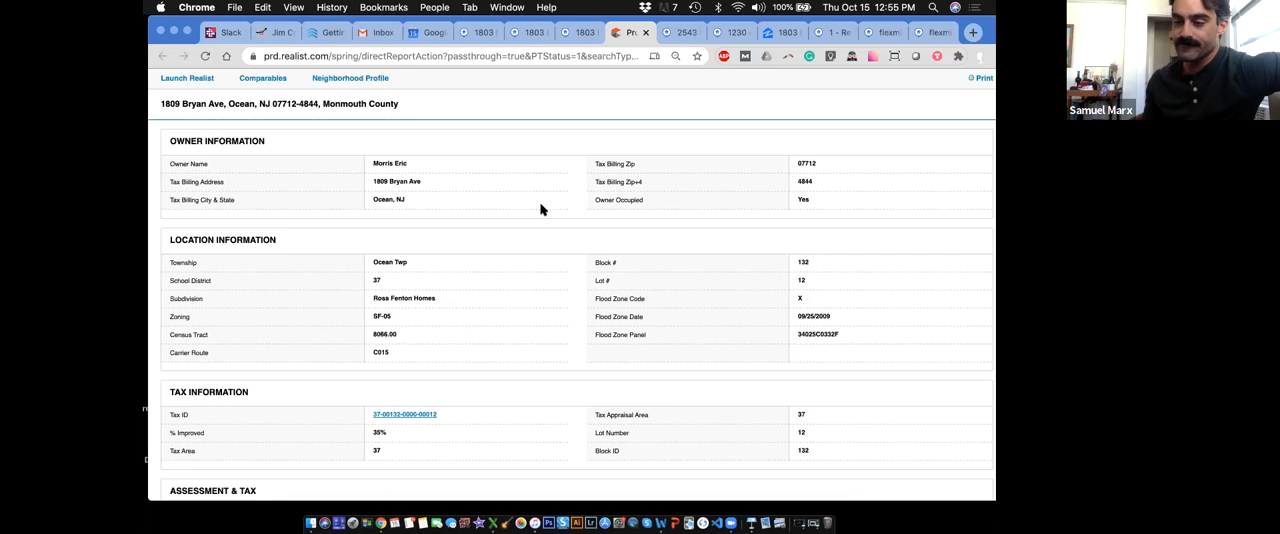 Chrome File Edit View History Bookmarks People Tab Window Help 7 100% Thu Oct 15 12:55 PM
Slack Jim C Gettin Inbox Goog 1803 1803 1803 Pro 2543 1230 1803 1 - Re flexm flexm
prd.realist.com/spring/directReportAction?passthrough=true&PTStatus=1&searchTyp...
Launch Realist Comparables Neighborhood Profile Print
1809 Bryan Ave, Ocean, NJ 07712-4844, Monmouth County
OWNER INFORMATION
Owner Name Morris Eric Tax Billing Zip 07712
Tax Billing Address 1809 Bryan Ave Tax Billing Zip+4 4844
Tax Billing City & State Ocean, NJ Owner Occupied Yes
LOCATION INFORMATION
Township Ocean Twp Block # 132
School District 37 Lot # 12
Subdivision Ross Fenton Homes Flood Zone Code X
Zoning SF-05 Flood Zone Date 09/25/2009
Census Tract 8066.00 Flood Zone Panel 34025C0332F
Carrier Route C015
TAX INFORMATION
Tax ID 37-00132-0000-00012 Tax Appraisal Area 37
% Improved 35% Lot Number 12
Tax Area 37 Block ID 132
ASSESSMENT & TAX
Samuel Marx